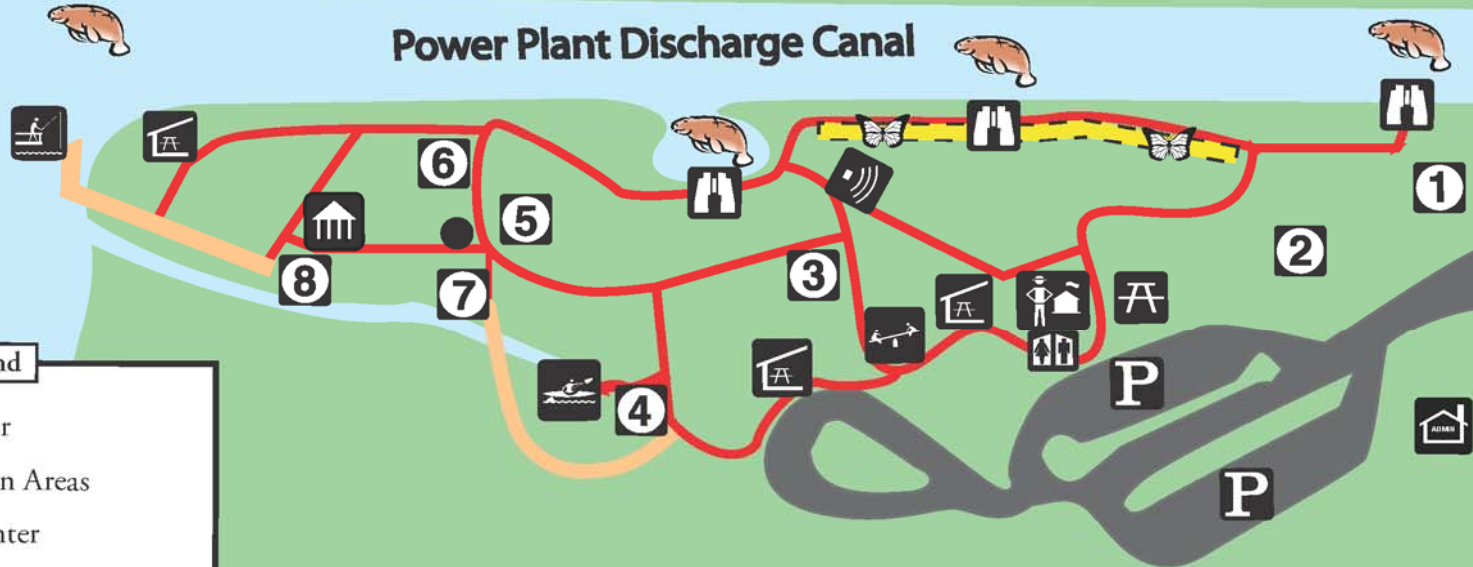 Power Plant Discharge Canal
6
5
1
2
8
7
3
4
P
P
ADMIN
nd
r
n Areas
nter